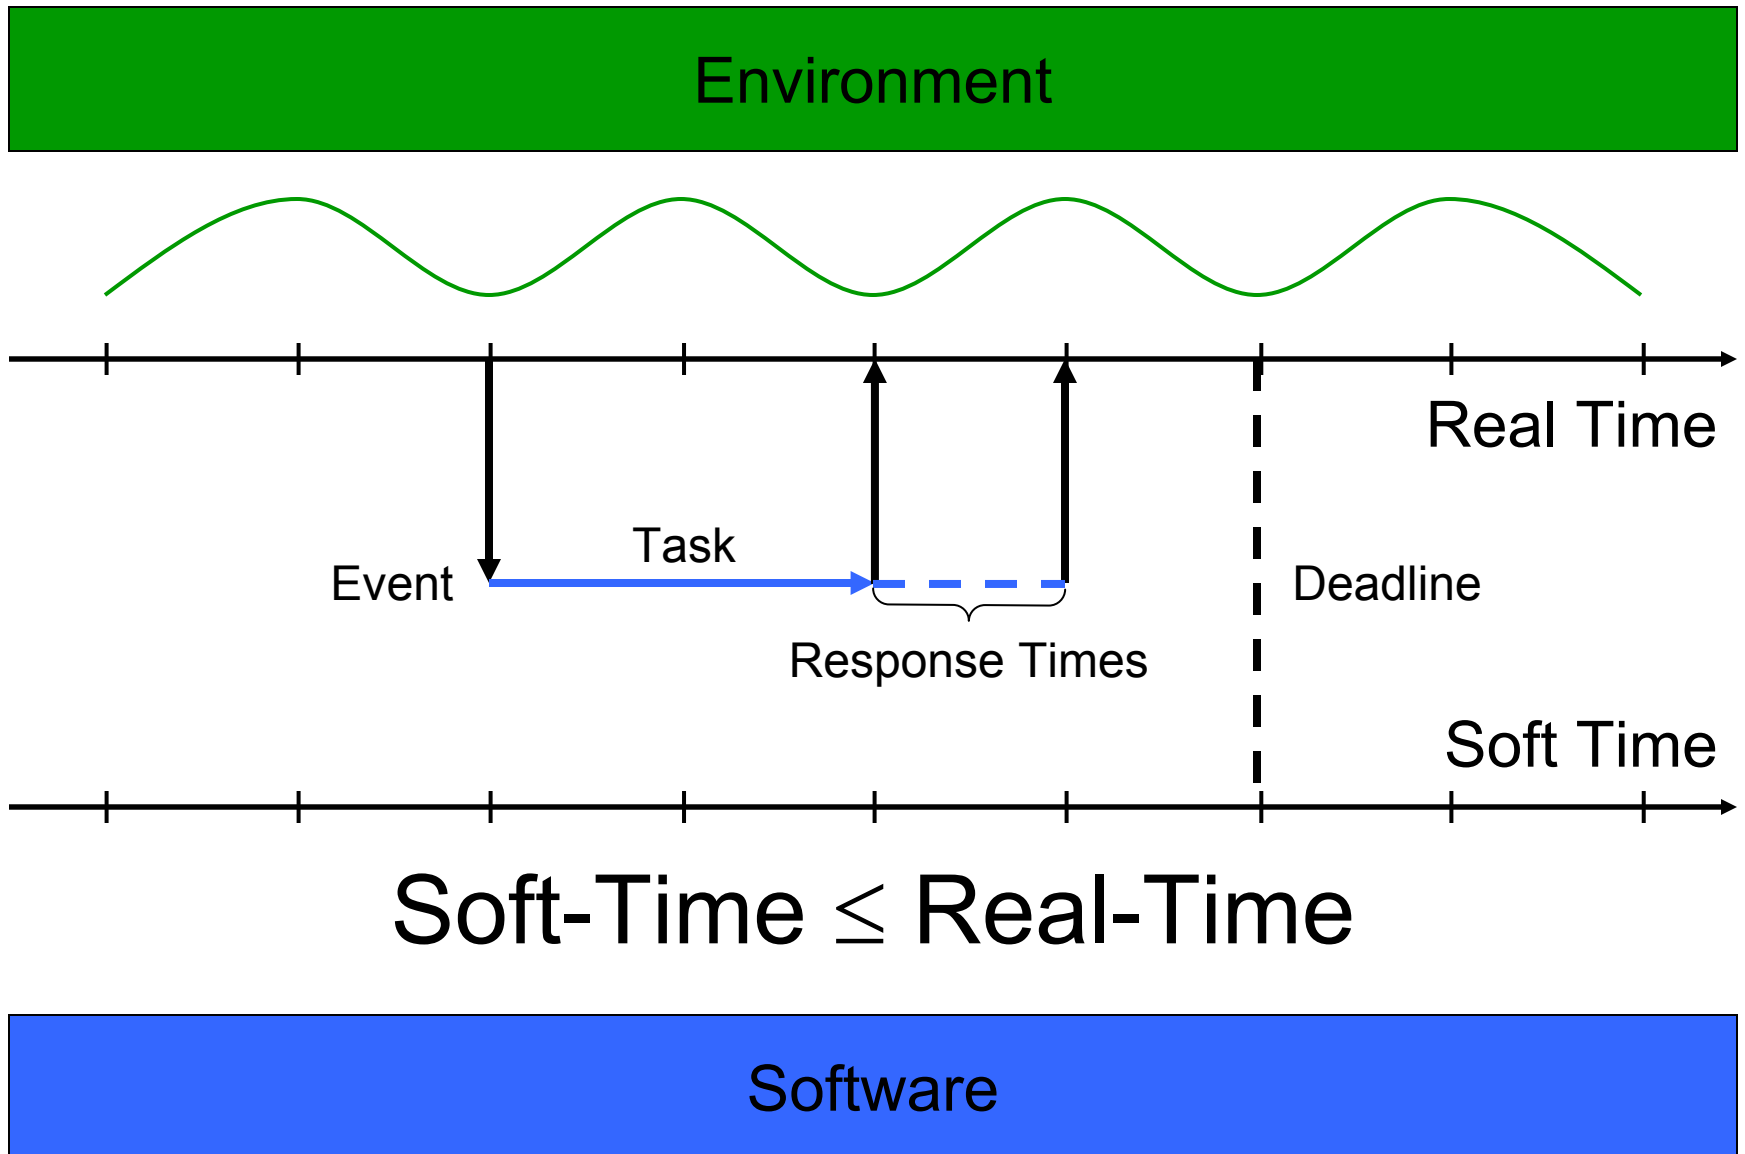 Environment
Real Time
Task
Event
Deadline
Response Times
Soft Time
Soft-Time ≤ Real-Time
Software